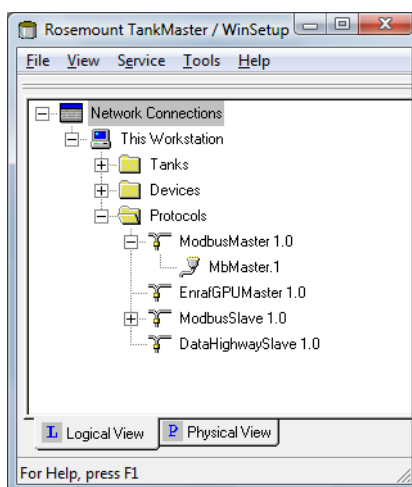 Rosemount TankMaster / WinSetup
File View Service Tools Help
Network Connections
This Workstation
Tanks
Devices
Protocols
ModbusMaster 1.0
MbMaster.1
EnrafGPUMaster 1.0
ModbusSlave 1.0
DataHighwaySlave 1.0
L Logical View P Physical View
For Help, press F1